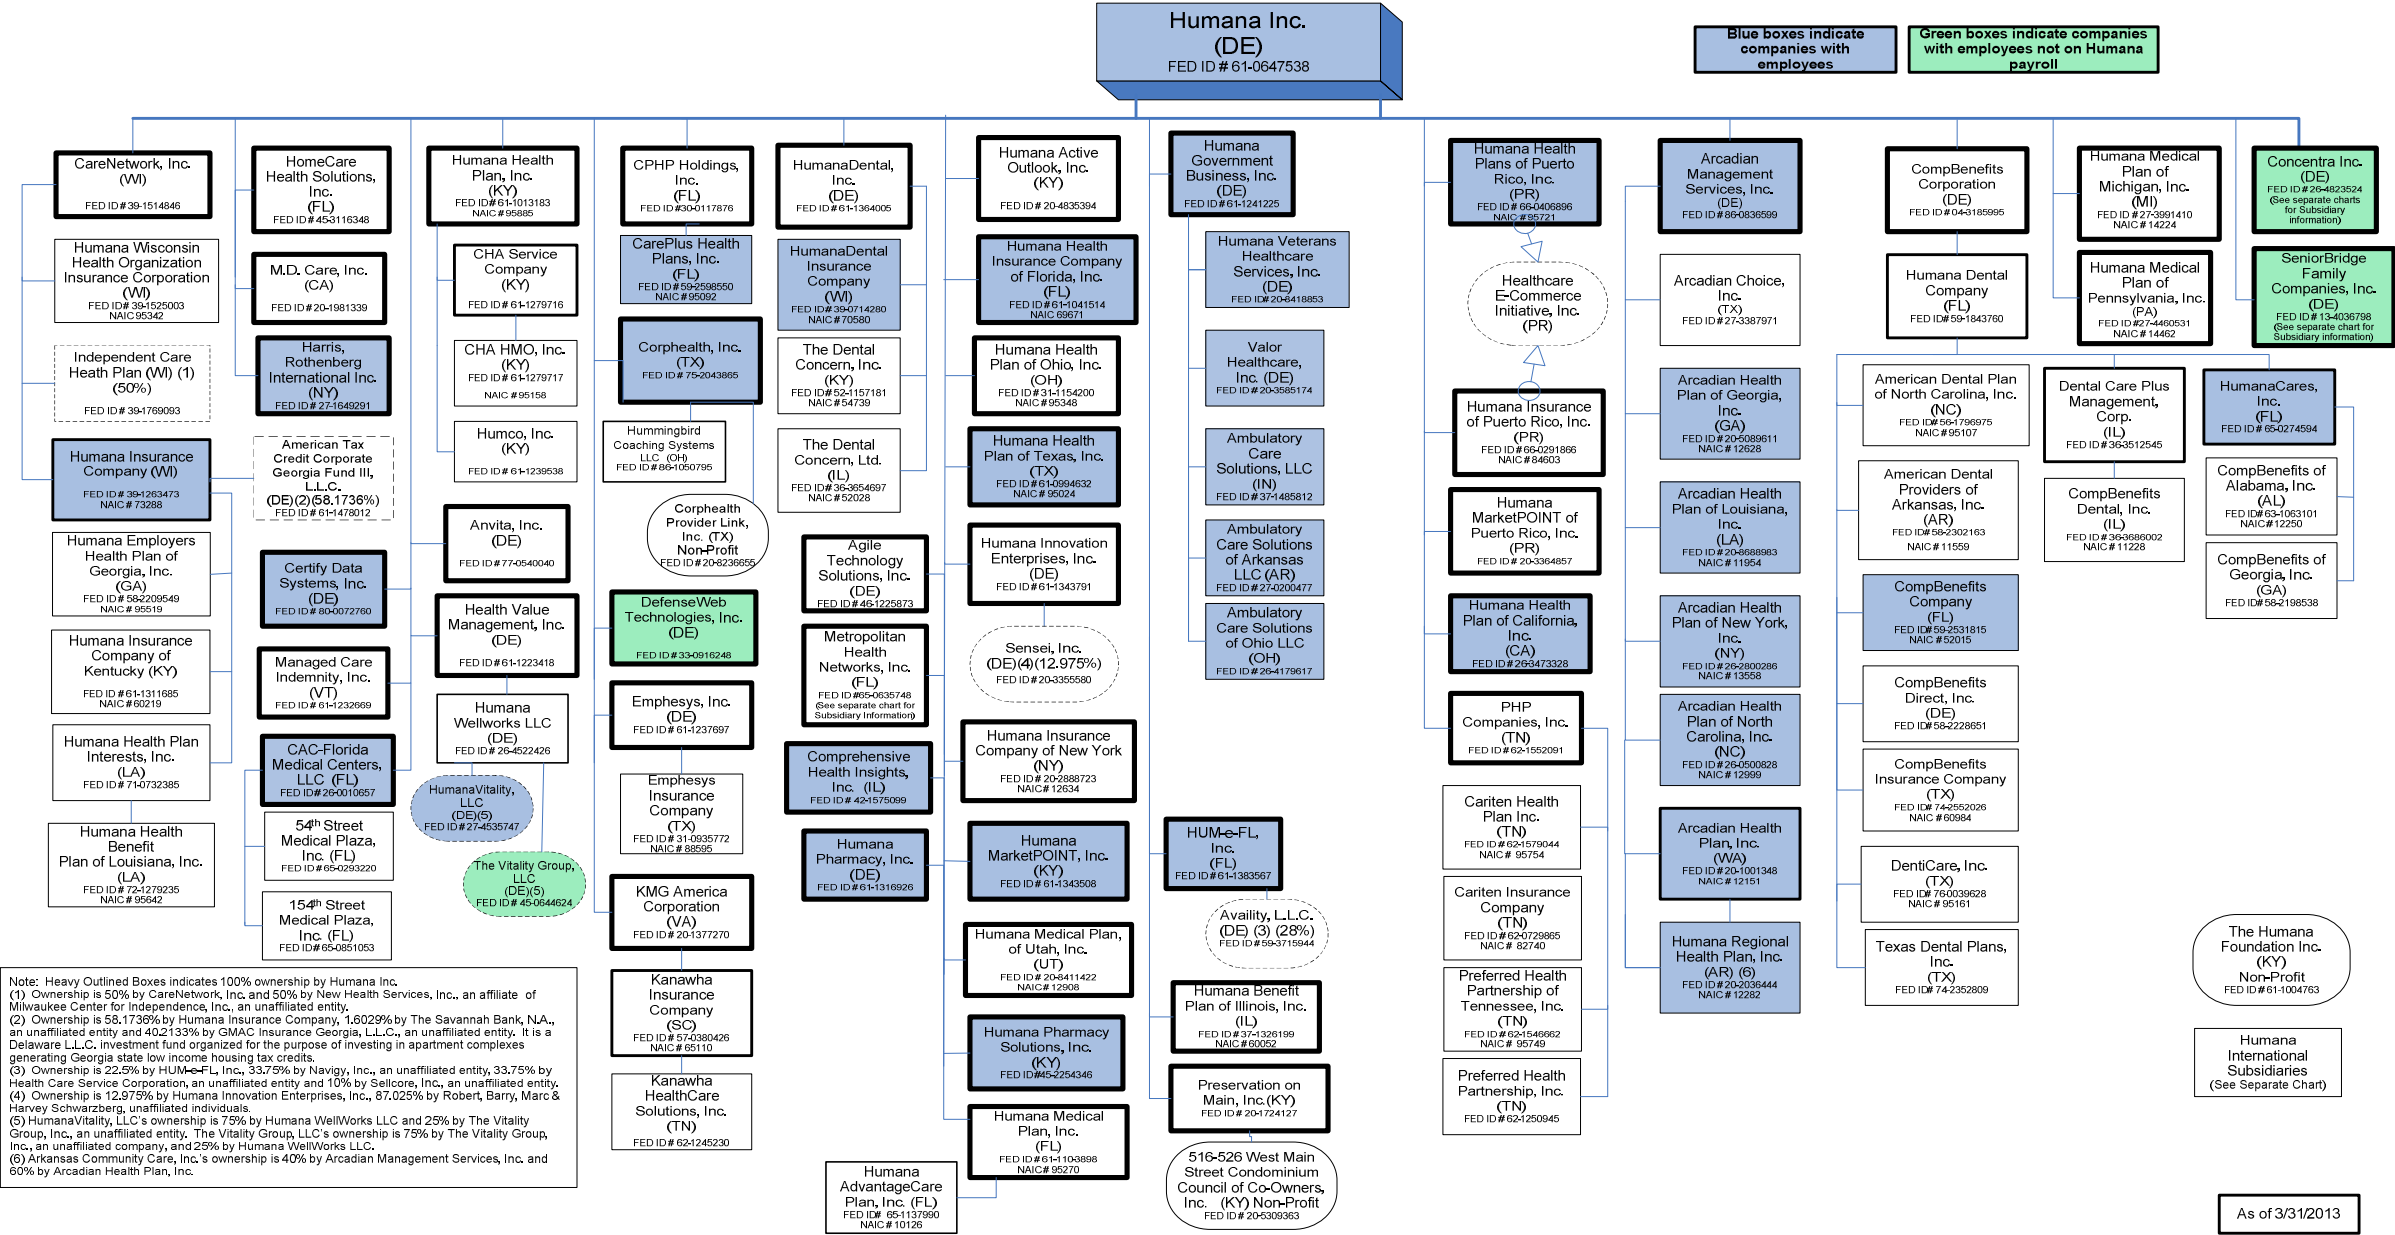 Humana Inc.
(DE)
FED ID # 61-0647538
Blue boxes indicate
companies with
employees
Green boxes indicate companies
with employees not on Humana
payroll
CareNetwork, Inc.
(WI)
FED ID# 39-1514846
Humana Wisconsin
Health Organization
Insurance Corporation
(WI)
FED ID# 39-1525003
NAIC 95342
Independent Care
Heath Plan (WI) (1)
(50%)
FED ID# 39-1769093
Humana Insurance
Company (WI)
FED ID# 39-1263473
NAIC # 73288
Humana Employers
Health Plan of
Georgia, Inc.
(GA)
FED ID# 58-2209549
NAIC # 95519
Humana Insurance
Company of
Kentucky (KY)
FED ID # 61-1311685
NAIC # 60219
Humana Health Plan
Interests, Inc.
(LA)
FED ID# 71-0732385
Humana Health
Benefit
Plan of Louisiana, Inc.
(LA)
FED ID# 72-1279235
NAIC # 95642
HomeCare
Health Solutions,
Inc.
(FL)
FED ID# 45-3116348
M.D. Care, Inc.
(CA)
FED ID#20-1981339
Harris,
Rothenberg
International Inc.
(NY)
FED ID# 27-1649291
American Tax
Credit Corporate
Georgia Fund III,
L.L.C.
(DE)(2)(58.1736%)
FED ID# 61-1478012
Certify Data
Systems, Inc.
(DE)
FED ID# 80-0072760
Managed Care
Indemnity, Inc.
(VT)
FED ID # 61-1232669
CAC-Florida
Medical Centers,
LLC (FL)
FED ID# 26-0010657
54th Street
Medical Plaza,
Inc. (FL)
FED ID# 65-0293220
154th Street
Medical Plaza,
Inc. (FL)
FED ID# 65-0851053
Humana Health
Plan, Inc.
(KY)
FED ID # 61-1013183
NAIC # 95885
CHA Service
Company
(KY)
FED ID # 61-1279716
CHA HMO, Inc.
(KY)
FED ID # 61-1279717
NAIC # 95158
Humco, Inc.
(KY)
FED ID # 61-1239538
Anvita, Inc.
(DE)
FED ID # 77-0540040
Health Value
Management, Inc.
(DE)
FED ID # 61-1223418
Humana
Wellworks LLC
(DE)
FED ID # 26-4522426
HumanaVitality,
LLC
(DE)(5)
FED ID # 27-4535747
The Vitality Group,
LLC
(DE)(5)
FED ID # 45-0644624
CPHP Holdings,
Inc.
(FL)
FED ID#30-0117876
CarePlus Health
Plans, Inc.
(FL)
FED ID # 59-2598550
NAIC # 95092
Corphealth, Inc.
(TX)
FED ID # 75-2043865
Hummingbird
Coaching Systems
LLC (OH)
FED ID # 86-1050795
Corphealth
Provider Link,
Inc. (TX)
Non-Profit
FED ID # 20-8236655
DefenseWeb
Technologies, Inc.
(DE)
FED ID # 33-0916248
Emphesys, Inc.
(DE)
FED ID # 61-1237697
Emphesys
Insurance
Company
(TX)
FED ID # 31-0935772
NAIC # 88595
KMG America
Corporation
(VA)
FED ID # 20-1377270
Kanawha
Insurance
Company
(SC)
FED ID # 57-0380426
NAIC # 65110
Kanawha
HealthCare
Solutions, Inc.
(TN)
FED ID # 62-1245230
HumanaDental,
Inc.
(DE)
FED ID# 61-1364005
HumanaDental
Insurance
Company
(WI)
FED ID# 39-0714280
NAIC # 70580
The Dental
Concern, Inc.
(KY)
FED ID # 52-1157181
NAIC # 54739
The Dental
Concern, Ltd.
(IL)
FED ID # 36-3654697
NAIC # 52028
Agile
Technology
Solutions, Inc.
(DE)
FED ID # 46-1225873
Metropolitan
Health
Networks, Inc.
(FL)
FED ID #65-0635748
(See separate chart for
Subsidiary Information)
Comprehensive
Health Insights,
Inc. (IL)
FED ID # 42-1575099
Humana
Pharmacy, Inc.
(DE)
FED ID # 61-1316926
Humana
AdvantageCare
Plan, Inc. (FL)
FED ID# 65-1137990
NAIC # 10126
Humana Active
Outlook, Inc.
(KY)
FED ID # 20-4835394
Humana Health
Insurance Company
of Florida, Inc.
(FL)
FED ID # 61-1041514
NAIC 69671
Humana Health
Plan of Ohio, Inc.
(OH)
FED ID # 31-1154200
NAIC # 95348
Humana Health
Plan of Texas, Inc.
(TX)
FED ID # 61-0994632
NAIC # 95024
Humana Innovation
Enterprises, Inc.
(DE)
FED ID # 61-1343791
Sensei, Inc.
(DE)(4)(12.975%)
FED ID # 20-3355580
Humana Insurance
Company of New York
(NY)
FED ID # 20-2888723
NAIC # 12634
Humana
MarketPOINT, Inc.
(KY)
FED ID # 61-1343508
Humana Medical Plan,
of Utah, Inc.
(UT)
FED ID # 20-8411422
NAIC # 12908
Humana Pharmacy
Solutions, Inc.
(KY)
FED ID#45-2254346
Humana Medical
Plan, Inc.
(FL)
FED ID # 61-110-3898
NAIC# 95270
Humana
Government
Business, Inc.
(DE)
FED ID# 61-1241225
Humana Veterans
Healthcare
Services, Inc.
(DE)
FED ID# 20-8418853
Valor
Healthcare,
Inc. (DE)
FED ID # 20-3585174
Ambulatory
Care
Solutions, LLC
(IN)
FED ID # 37-1485812
Ambulatory
Care Solutions
of Arkansas
LLC (AR)
FED ID # 27-0200477
Ambulatory
Care Solutions
of Ohio LLC
(OH)
FED ID # 26-4179617
HUM-e-FL,
Inc.
(FL)
FED ID # 61-1383567
Availity, L.L.C.
(DE) (3) (28%)
FED ID# 59-3715944
Humana Benefit
Plan of Illinois, Inc.
(IL)
FED ID # 37-1326199
NAIC # 60052
Preservation on
Main, Inc.(KY)
FED ID # 20-1724127
516-526 West Main
Street Condominium
Council of Co-Owners,
Inc. (KY) Non-Profit
FED ID# 20-5309363
Humana Health
Plans of Puerto
Rico, Inc.
(PR)
FED ID # 66-0406896
NAIC # 95721
Healthcare
E-Commerce
Initiative, Inc.
(PR)
Humana Insurance
of Puerto Rico, Inc.
(PR)
FED ID # 66-0291866
NAIC # 84603
Humana
MarketPOINT of
Puerto Rico, Inc.
(PR)
FED ID # 20-3364857
Humana Health
Plan of California,
Inc.
(CA)
FED ID # 26-3473328
PHP
Companies, Inc.
(TN)
FED ID # 62-1552091
Cariten Health
Plan Inc.
(TN)
FED ID # 62-1579044
NAIC # 95754
Cariten Insurance
Company
(TN)
FED ID # 62-0729865
NAIC # 82740
Preferred Health
Partnership of
Tennessee, Inc.
(TN)
FED ID # 62-1546662
NAIC # 95749
Preferred Health
Partnership, Inc.
(TN)
FED ID # 62-1250945
Arcadian
Management
Services, Inc.
(DE)
FED ID # 86-0836599
Arcadian Choice,
Inc.
(TX)
FED ID # 27-3387971
Arcadian Health
Plan of Georgia,
Inc.
(GA)
FED ID # 20-5089611
NAIC # 12628
Arcadian Health
Plan of Louisiana,
Inc.
(LA)
FED ID # 20-8688983
NAIC # 11954
Arcadian Health
Plan of New York,
Inc.
(NY)
FED ID # 26-2800286
NAIC # 13558
Arcadian Health
Plan of North
Carolina, Inc.
(NC)
FED ID # 26-0500828
NAIC # 12999
Arcadian Health
Plan, Inc.
(WA)
FED ID # 20-1001348
NAIC # 12151
Humana Regional
Health Plan, Inc.
(AR) (6)
FED ID # 20-2036444
NAIC # 12282
CompBenefits
Corporation
(DE)
FED ID# 04-3185995
Humana Dental
Company
(FL)
FED ID#59-1843760
American Dental Plan
of North Carolina, Inc.
(NC)
FED ID# 56-1796975
NAIC # 95107
American Dental
Providers of
Arkansas, Inc.
(AR)
FED ID # 58-2302163
NAIC # 11559
CompBenefits
Company
(FL)
FED ID# 59-2531815
NAIC # 52015
CompBenefits
Direct, Inc.
(DE)
FED ID # 58-2228651
CompBenefits
Insurance Company
(TX)
FED ID # 74-2552026
NAIC # 60984
DentiCare, Inc.
(TX)
FED ID # 76-0039628
NAIC # 95161
Texas Dental Plans,
Inc.
(TX)
FED ID # 74-2352809
Humana Medical
Plan of
Michigan, Inc.
(MI)
FED ID # 27-3991410
NAIC # 14224
Humana Medical
Plan of
Pennsylvania, Inc.
(PA)
FED ID#27-4460531
NAIC # 14462
Dental Care Plus
Management,
Corp.
(IL)
FED ID # 36-3512545
CompBenefits
Dental, Inc.
(IL)
FED ID # 36-3686002
NAIC # 11228
Concentra Inc.
(DE)
FED ID # 26-4823524
(See separate charts
for Subsidiary
information)
SeniorBridge
Family
Companies, Inc.
(DE)
FED ID # 13-4036798
(See separate chart for
Subsidiary information)
HumanaCares,
Inc.
(FL)
FED ID # 65-0274594
CompBenefits of
Alabama, Inc.
(AL)
FED ID # 63-1063101
NAIC# 12250
CompBenefits of
Georgia, Inc.
(GA)
FED ID # 58-2198538
The Humana
Foundation Inc.
(KY)
Non-Profit
FED ID # 61-1004763
Humana
International
Subsidiaries
(See Separate Chart)
Note: Heavy Outlined Boxes indicates 100% ownership by Humana Inc.
(1) Ownership is 50% by CareNetwork, Inc. and 50% by New Health Services, Inc., an affiliate of
Milwaukee Center for Independence, Inc., an unaffiliated entity.
(2) Ownership is 58.1736% by Humana Insurance Company, 1.6029% by The Savannah Bank, N.A.,
an unaffiliated entity and 40.2133% by GMAC Insurance Georgia, L.L.C., an unaffiliated entity. It is a
Delaware L.L.C. investment fund organized for the purpose of investing in apartment complexes
generating Georgia state low income housing tax credits.
(3) Ownership is 22.5% by HUM-e-FL, Inc., 33.75% by Navigy, Inc., an unaffiliated entity, 33.75% by
Health Care Service Corporation, an unaffiliated entity and 10% by Sellcore, Inc., an unaffiliated entity.
(4) Ownership is 12.975% by Humana Innovation Enterprises, Inc., 87.025% by Robert, Barry, Marc &
Harvey Schwarzberg, unaffiliated individuals.
(5) HumanaVitality, LLC's ownership is 75% by Humana WellWorks LLC and 25% by The Vitality
Group, Inc., an unaffiliated entity. The Vitality Group, LLC's ownership is 75% by The Vitality Group,
Inc., an unaffiliated company, and 25% by Humana WellWorks LLC.
(6) Arkansas Community Care, Inc.'s ownership is 40% by Arcadian Management Services, Inc. and
60% by Arcadian Health Plan, Inc.
As of 3/31/2013